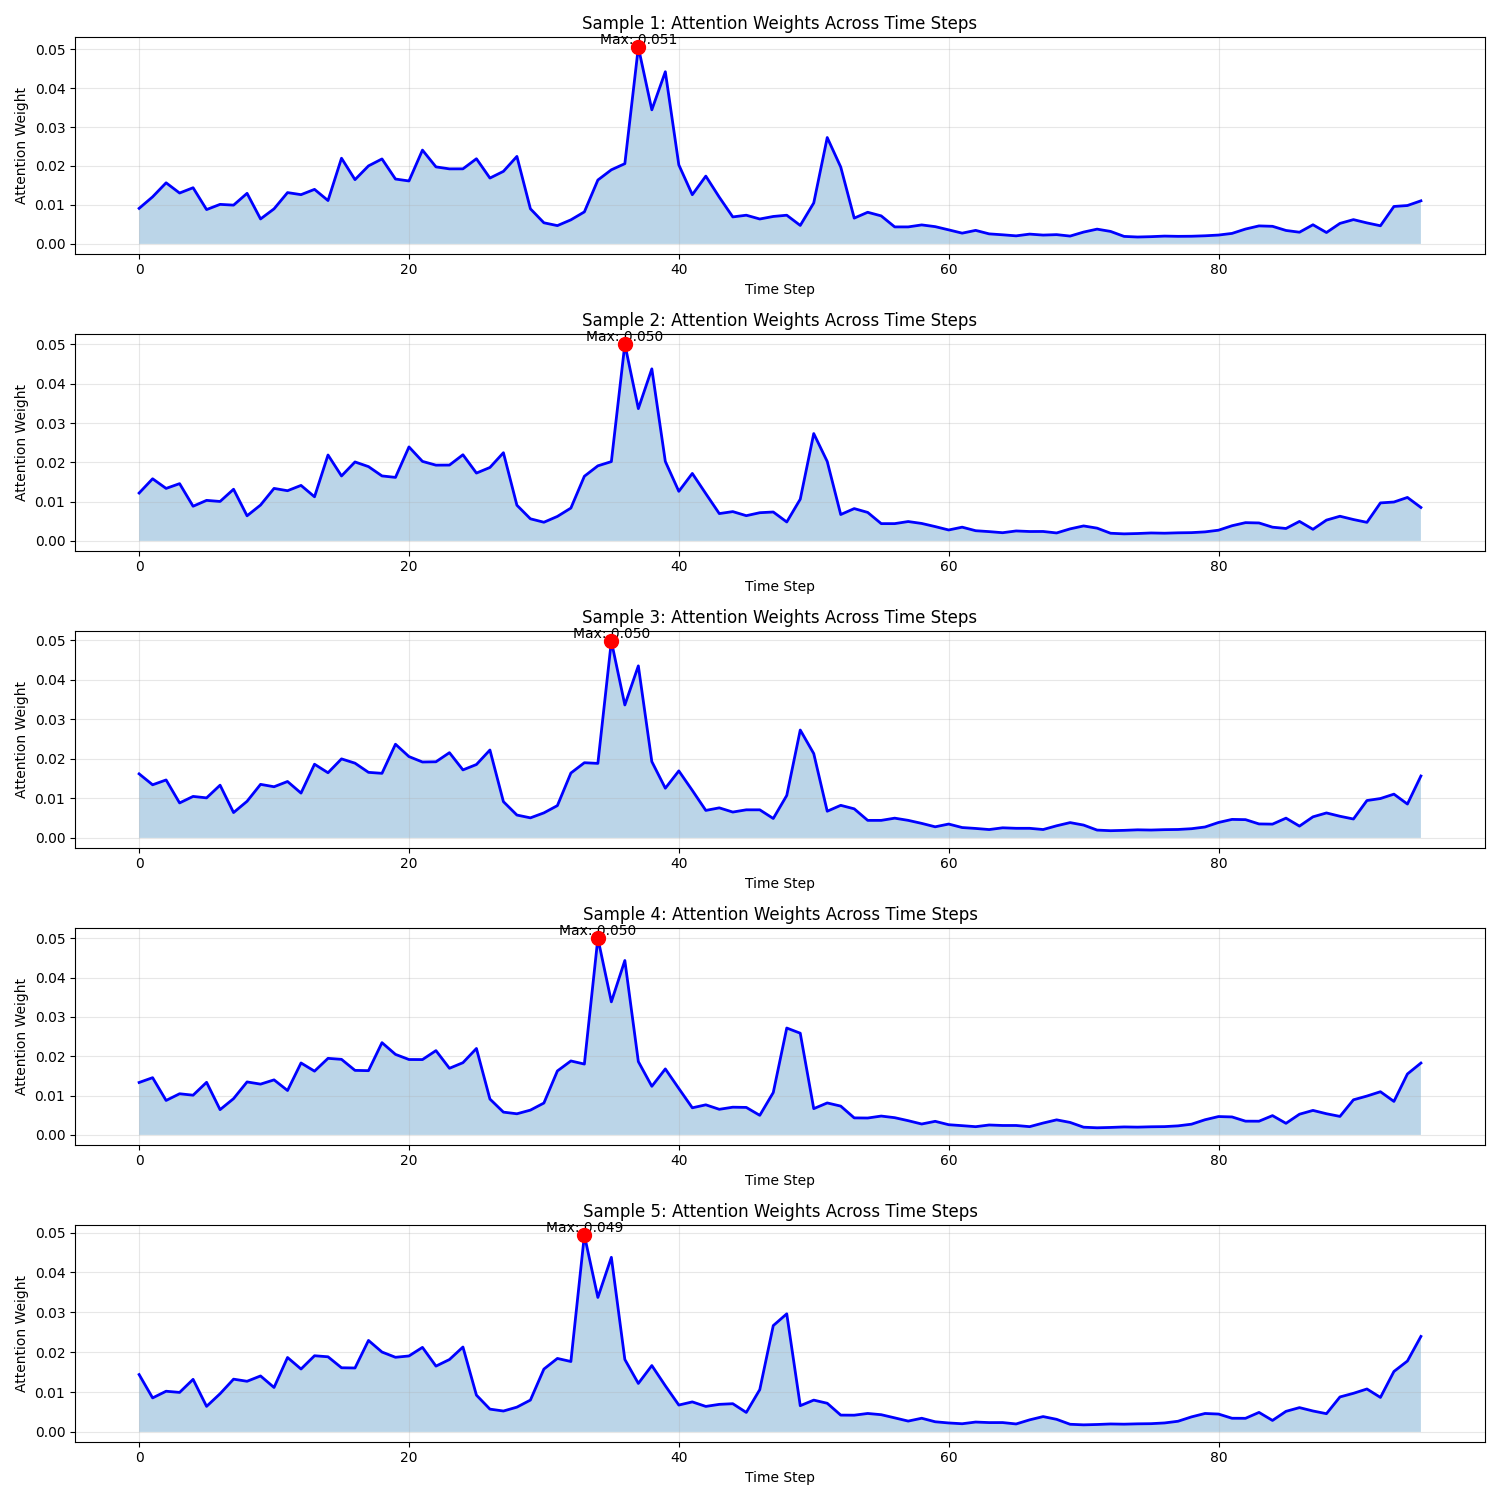 Sample 1: Attention Weights Across Time Steps
Max: 0.051
0.05
0.04
0.03
0.02
0.01
0.00
Attention Weight
0 20 40 60 80
Time Step
Sample 2: Attention Weights Across Time Steps
Max: 0.050
0.05
0.04
0.03
0.02
0.01
0.00
Attention Weight
0 20 40 60 80
Time Step
Sample 3: Attention Weights Across Time Steps
Max: 0.050
0.05
0.04
0.03
0.02
0.01
0.00
Attention Weight
0 20 40 60 80
Time Step
Sample 4: Attention Weights Across Time Steps
Max: 0.050
0.05
0.04
0.03
0.02
0.01
0.00
Attention Weight
0 20 40 60 80
Time Step
Sample 5: Attention Weights Across Time Steps
Max: 0.049
0.05
0.04
0.03
0.02
0.01
0.00
Attention Weight
0 20 40 60 80
Time Step